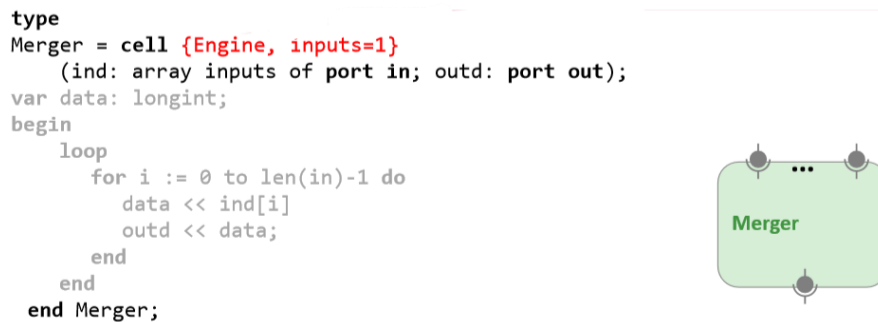 type
Merger = cell {Engine, inputs=1}
(ind: array inputs of port in; outd: port out);
var data: longint;
begin
loop
for i := 0 to len(in)-1 do
data << ind[i]
outd << data;
end
end
end Merger;
...
Merger